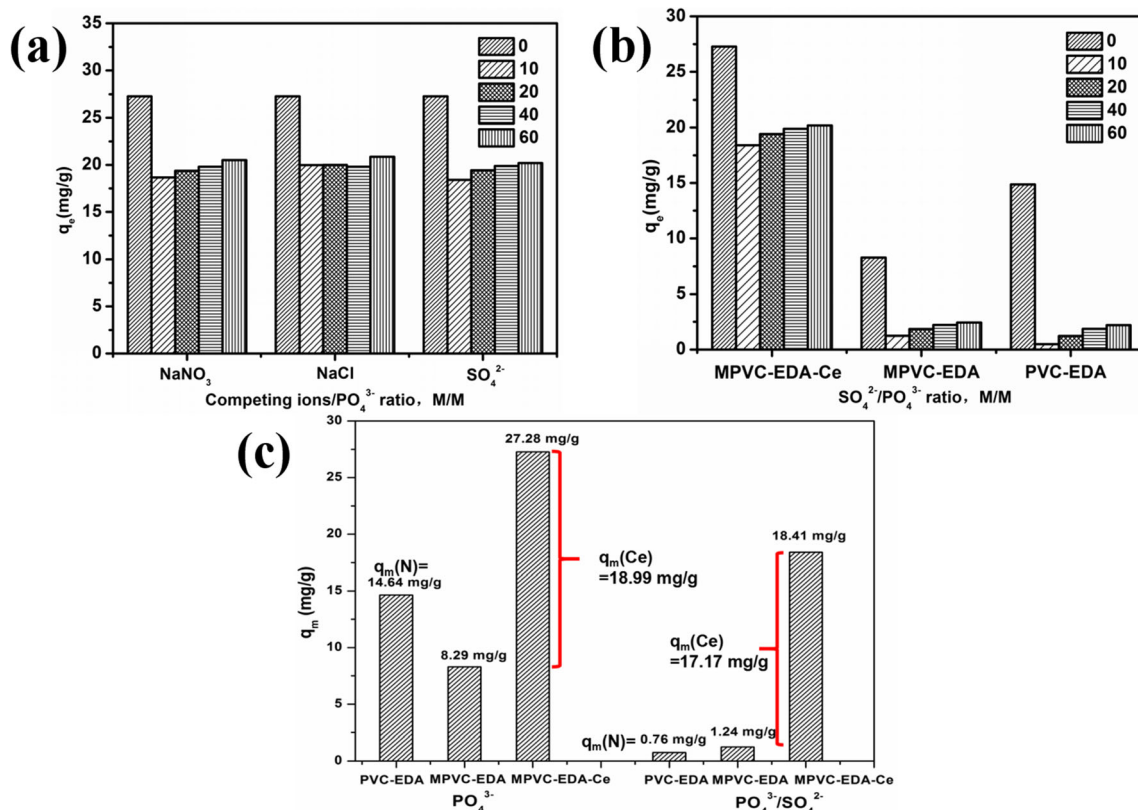 (a)
35
30
25
20
15
10
5
0
qₑ(mg/g)
0
10
20
40
60
NaNO₃ NaCl SO₄²⁻
Competing ions/PO₄³⁻ ratio, M/M
(b)
30
25
20
15
10
5
0
qₑ(mg/g)
0
10
20
40
60
MPVC-EDA-Ce MPVC-EDA PVC-EDA
SO₄²⁻/PO₄³⁻ ratio, M/M
(c)
30
25
20
15
10
5
0
qₘ (mg/g)
27.28 mg/g
qₘ(N)=
14.64 mg/g
8.29 mg/g
qₘ(Ce)
=18.99 mg/g
18.41 mg/g
qₘ(Ce)
=17.17 mg/g
qₘ(N)= 0.76 mg/g
1.24 mg/g
PVC-EDA MPVC-EDA MPVC-EDA-Ce PVC-EDA MPVC-EDA MPVC-EDA-Ce
PO₄³⁻ PO₄³⁻/SO₄²⁻